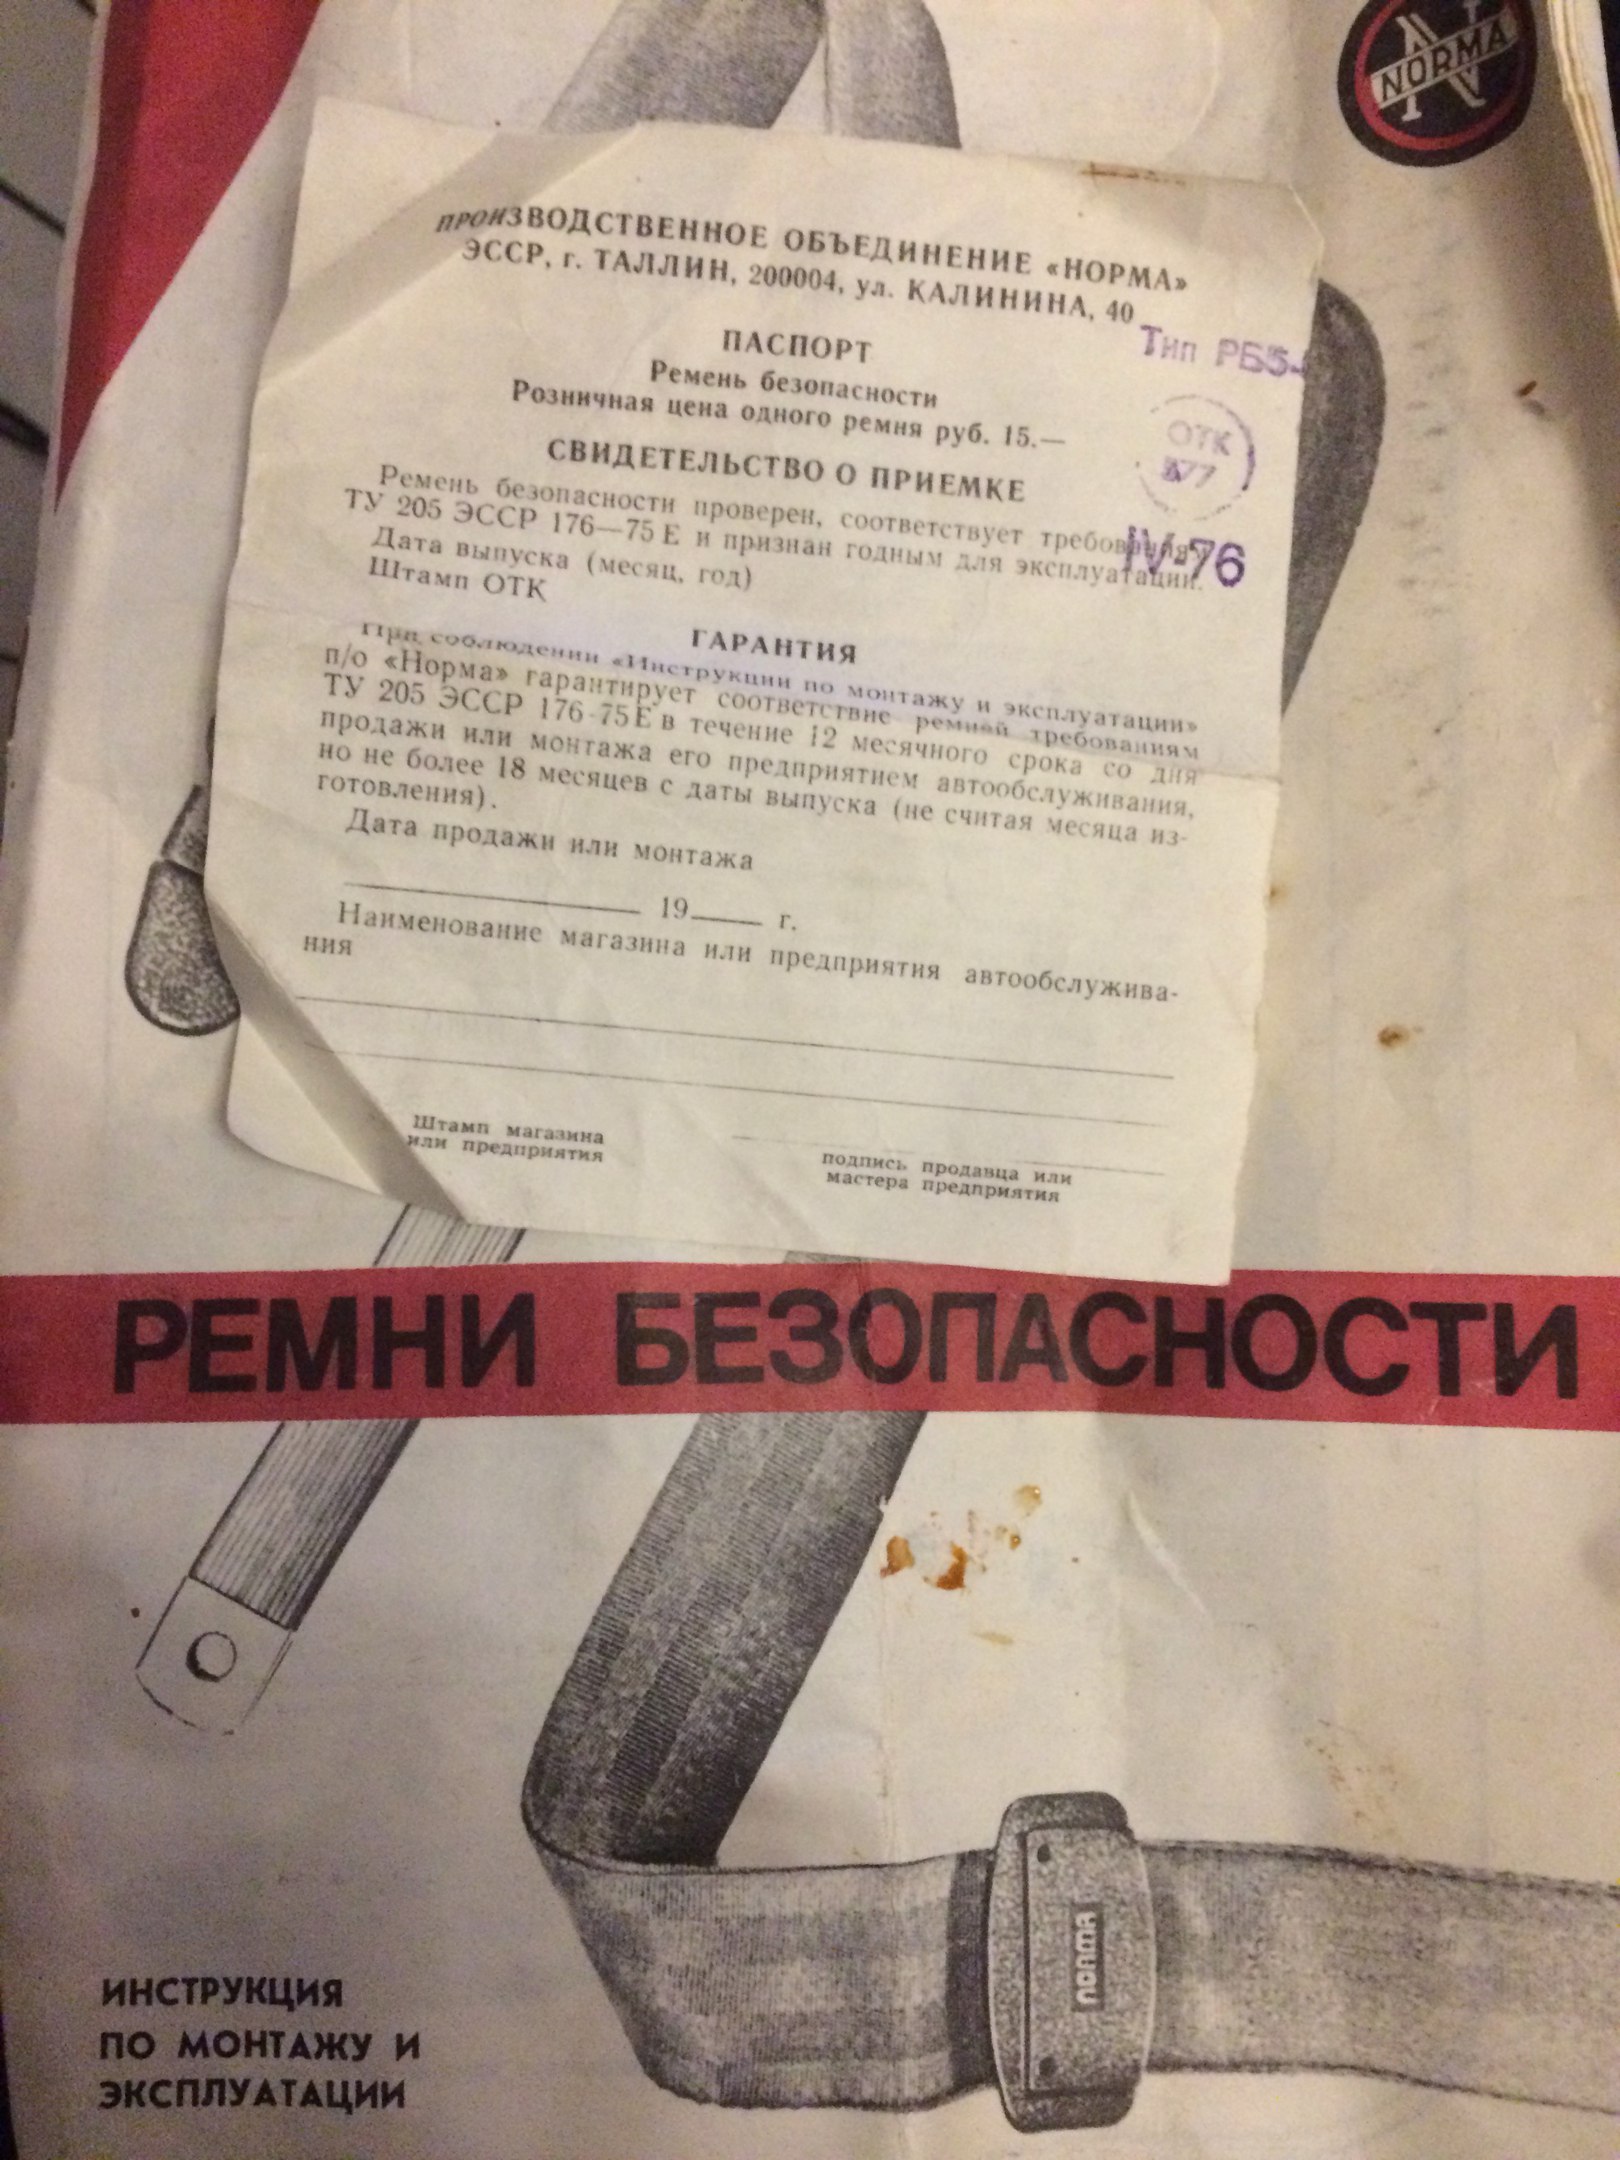 NORMA
ПРОИЗВОДСТВЕННОЕ ОБЪЕДИНЕНИЕ «НОРМА»
ЭССР, г. ТАЛЛИН, 200004, ул. КАЛИНИНА, 40
Тип РБ5-
ПАСПОРТ
Ремень безопасности
Розничная цена одного ремня руб. 15.—
ОТК
77
СВИДЕТЕЛЬСТВО О ПРИЕМКЕ
Ремень безопасности проверен, соответствует требованиям
ТУ 205 ЭССР 176—75 Е и признан годным для эксплуатации.
IV-76
Дата выпуска (месяц, год)
Штамп ОТК
ГАРАНТИЯ
При соблюдении «Инструкции по монтажу и эксплуатации»
п/о «Норма» гарантирует соответствие ремней требованиям
ТУ 205 ЭССР 176-75 Е в течение 12 месячного срока со дня
продажи или монтажа его предприятием автообслуживания,
но не более 18 месяцев с даты выпуска (не считая месяца из-
готовления).
Дата продажи или монтажа
19 г.
Наименование магазина или предприятия автообслужива-
ния
Штамп магазина
или предприятия
подпись продавца или
мастера предприятия
РЕМНИ БЕЗОПАСНОСТИ
norma
ИНСТРУКЦИЯ
ПО МОНТАЖУ И
ЭКСПЛУАТАЦИИ